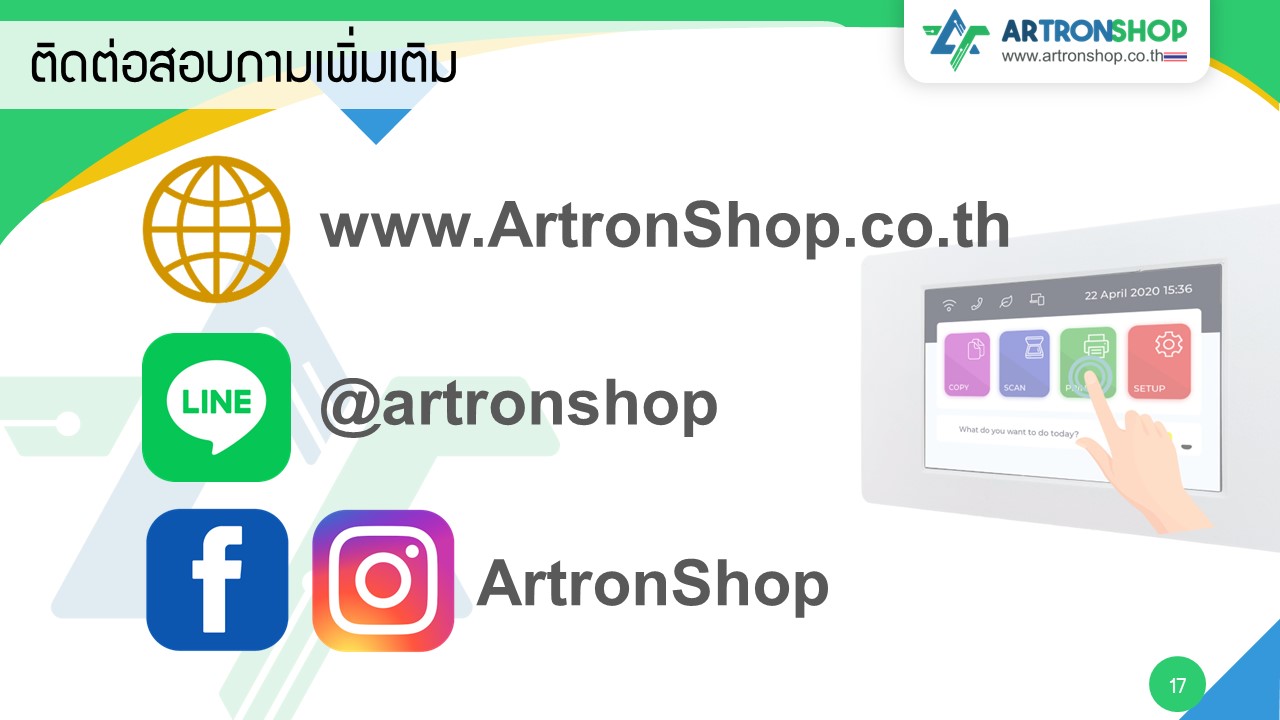 ติดต่อสอบถามเพิ่มเติม
ARTRONSHOP
www.artronshop.co.th
www.ArtronShop.co.th
LINE
@artronshop
ArtronShop
22 April 2020 15:36
COPY
SCAN
SETUP
What do you want to do today?
17